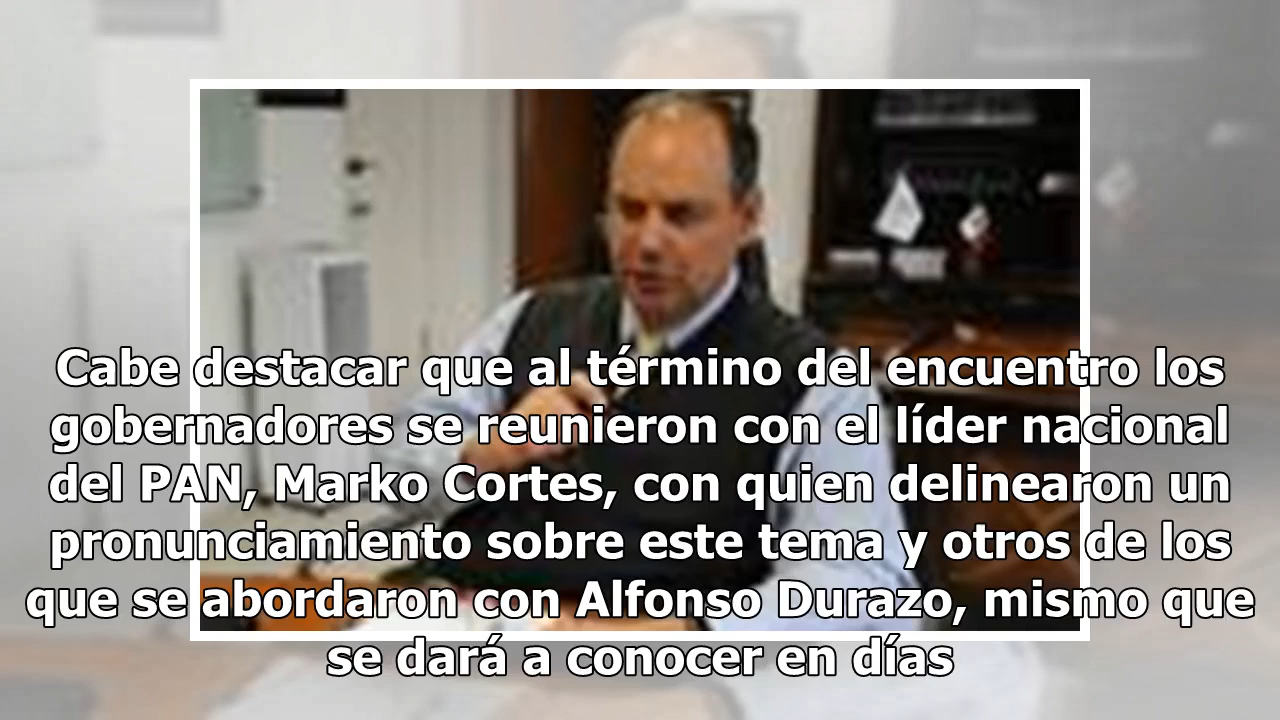 Cabe destacar que al término del encuentro los
gobernadores se reunieron con el líder nacional
del PAN, Marko Cortes, con quien delinearon un
pronunciamiento sobre este tema y otros de los
que se abordaron con Alfonso Durazo, mismo que
se dará a conocer en días